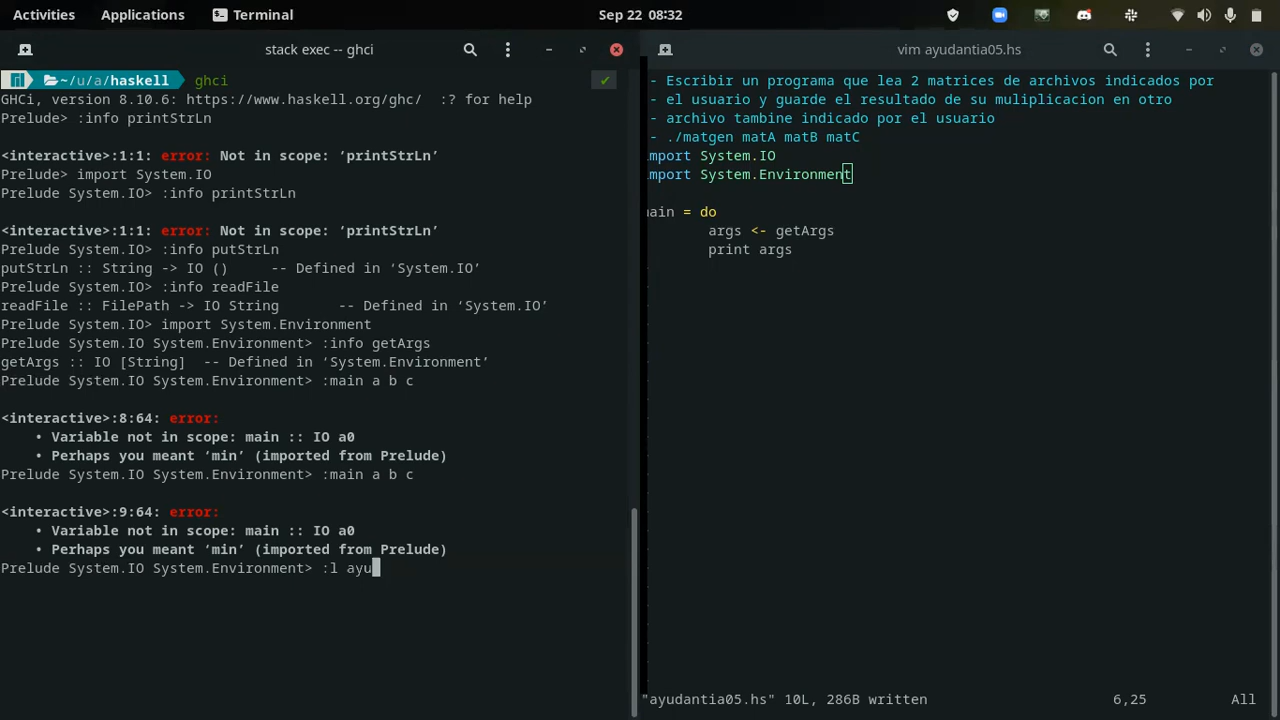 Activities Applications Terminal Sep 22 08:32
stack exec -- ghci
~/u/a/haskell ghci
GHCi, version 8.10.6: https://www.haskell.org/ghc/  :? for help
Prelude> :info printStrLn
<interactive>:1:1: error: Not in scope: ‘printStrLn’
Prelude> import System.IO
Prelude System.IO> :info printStrLn
<interactive>:1:1: error: Not in scope: ‘printStrLn’
Prelude System.IO> :info putStrLn
putStrLn :: String -> IO ()     -- Defined in ‘System.IO’
Prelude System.IO> :info readFile
readFile :: FilePath -> IO String       -- Defined in ‘System.IO’
Prelude System.IO> import System.Environment
Prelude System.IO System.Environment> :info getArgs
getArgs :: IO [String]  -- Defined in ‘System.Environment’
Prelude System.IO System.Environment> :main a b c
<interactive>:8:64: error:
    • Variable not in scope: main :: IO a0
    • Perhaps you meant ‘min’ (imported from Prelude)
Prelude System.IO System.Environment> :main a b c
<interactive>:9:64: error:
    • Variable not in scope: main :: IO a0
    • Perhaps you meant ‘min’ (imported from Prelude)
Prelude System.IO System.Environment> :l ayu
vim ayudantia05.hs
- Escribir un programa que lea 2 matrices de archivos indicados por
- el usuario y guarde el resultado de su muliplicacion en otro
- archivo tambine indicado por el usuario
- ./matgen matA matB matC
import System.IO
import System.Environment
main = do
       args <- getArgs
       print args
"ayudantia05.hs" 10L, 286B written 6,25 All